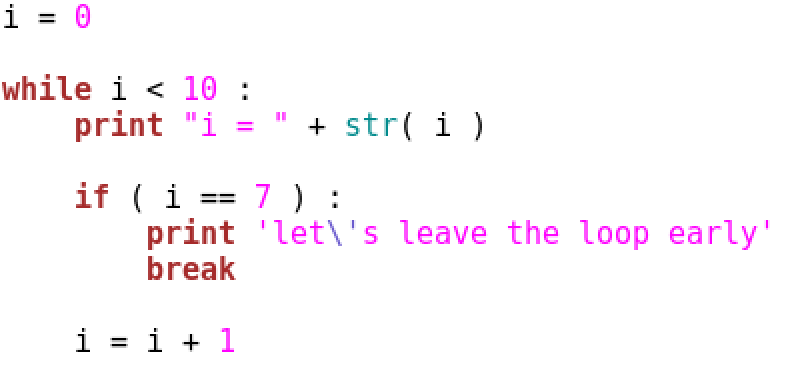 i = 0
while i < 10 :
    print "i = " + str( i )
    if ( i == 7 ) :
        print 'let\'s leave the loop early'
        break
    i = i + 1